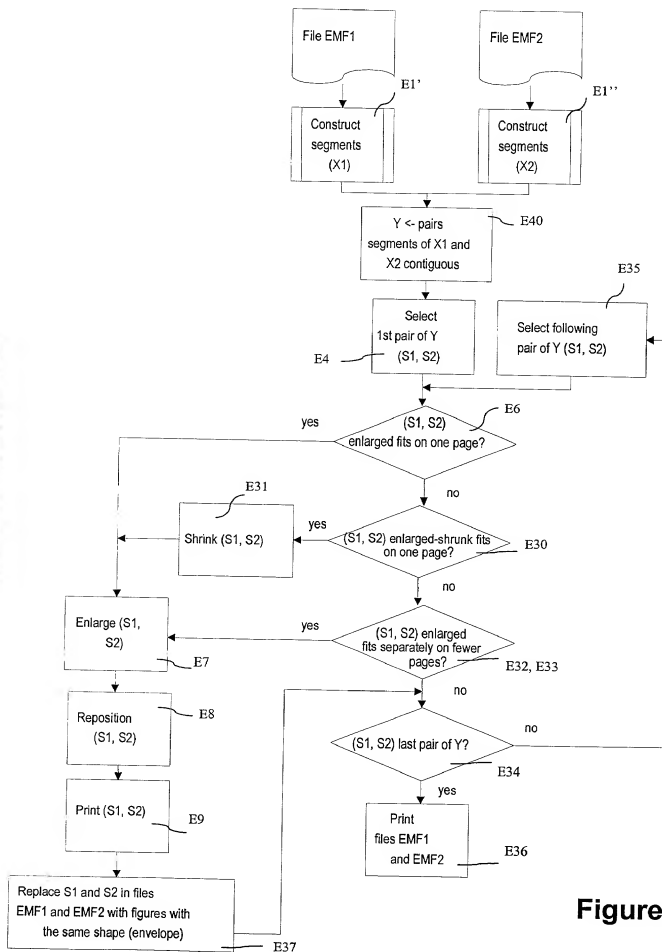 File EMF1
File EMF2
E1'
E1''
Construct
segments
(X1)
Construct
segments
(X2)
E40
Y <- pairs
segments of X1 and
X2 contiguous
E35
Select
1st pair of Y
(S1, S2)
E4
Select following
pair of Y (S1, S2)
E6
yes
(S1, S2)
enlarged fits on one page?
no
E31
Shrink (S1, S2)
yes
(S1, S2) enlarged-shrunk fits
on one page?
E30
no
Enlarge (S1,
S2)
E7
yes
(S1, S2) enlarged
fits separately on fewer
pages?
E32, E33
no
Reposition
(S1, S2)
E8
(S1, S2) last pair of Y?
no
E34
yes
Print (S1, S2)
E9
Print
files EMF1
and EMF2
E36
Replace S1 and S2 in files
EMF1 and EMF2 with figures with
the same shape (envelope)
E37
Figure